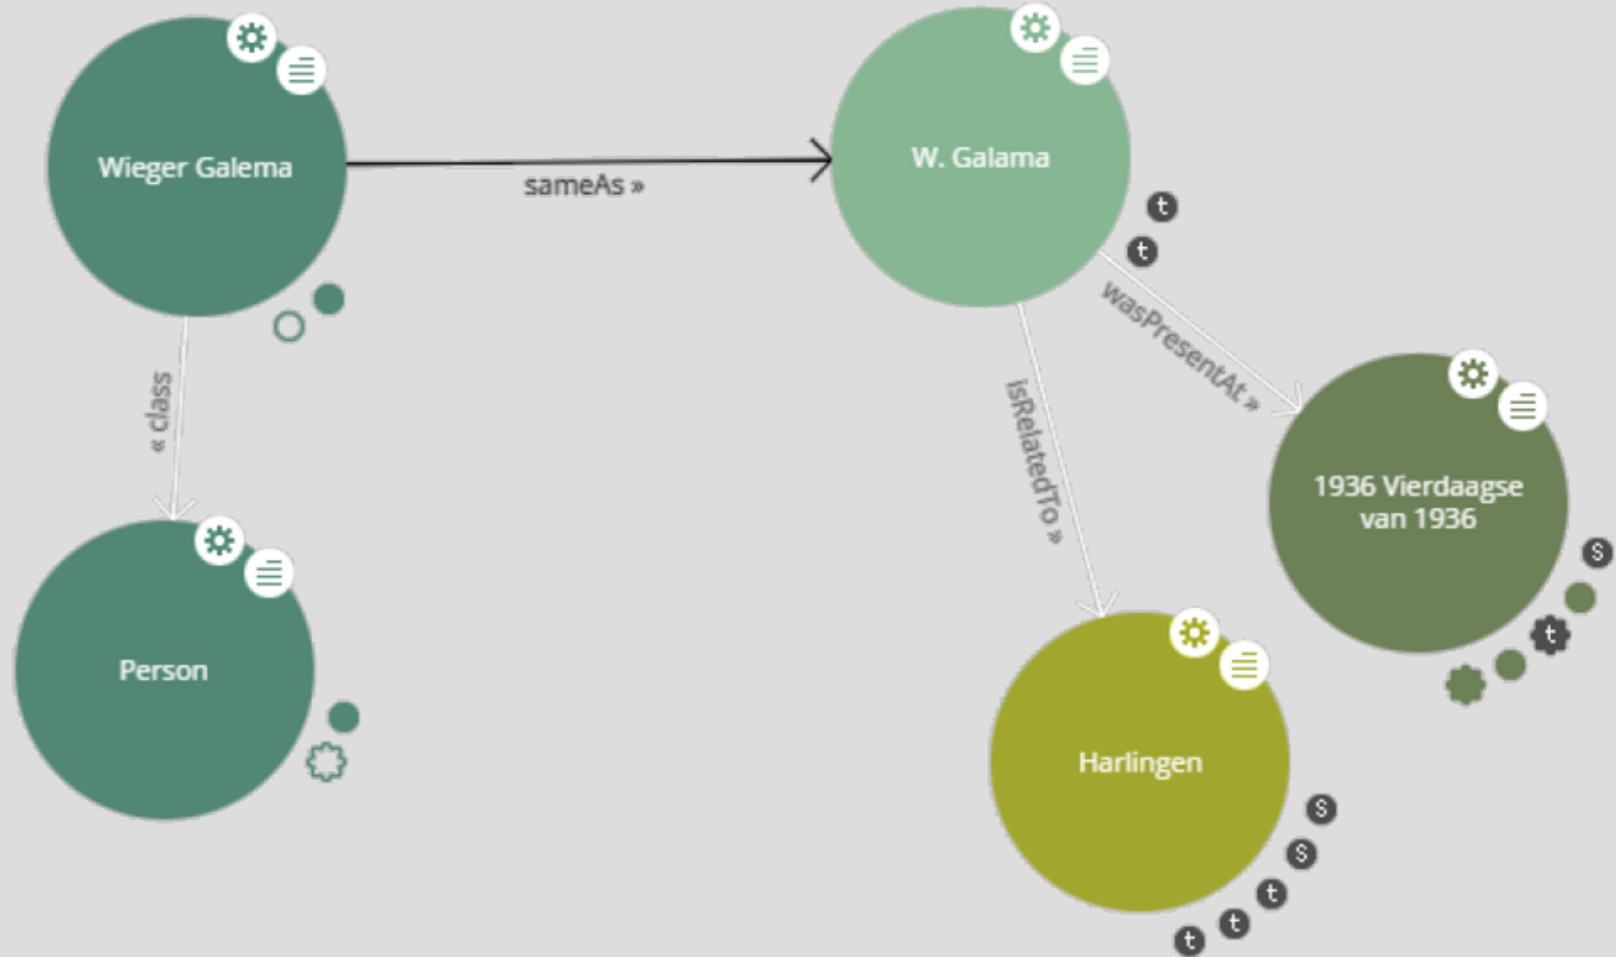 Wieger Galema
sameAs »
W. Galama
t
t
wasPresentAt »
« class
isRelatedTo »
1936 Vierdaagse
van 1936
s
t
Person
Harlingen
s
s
t
t
t